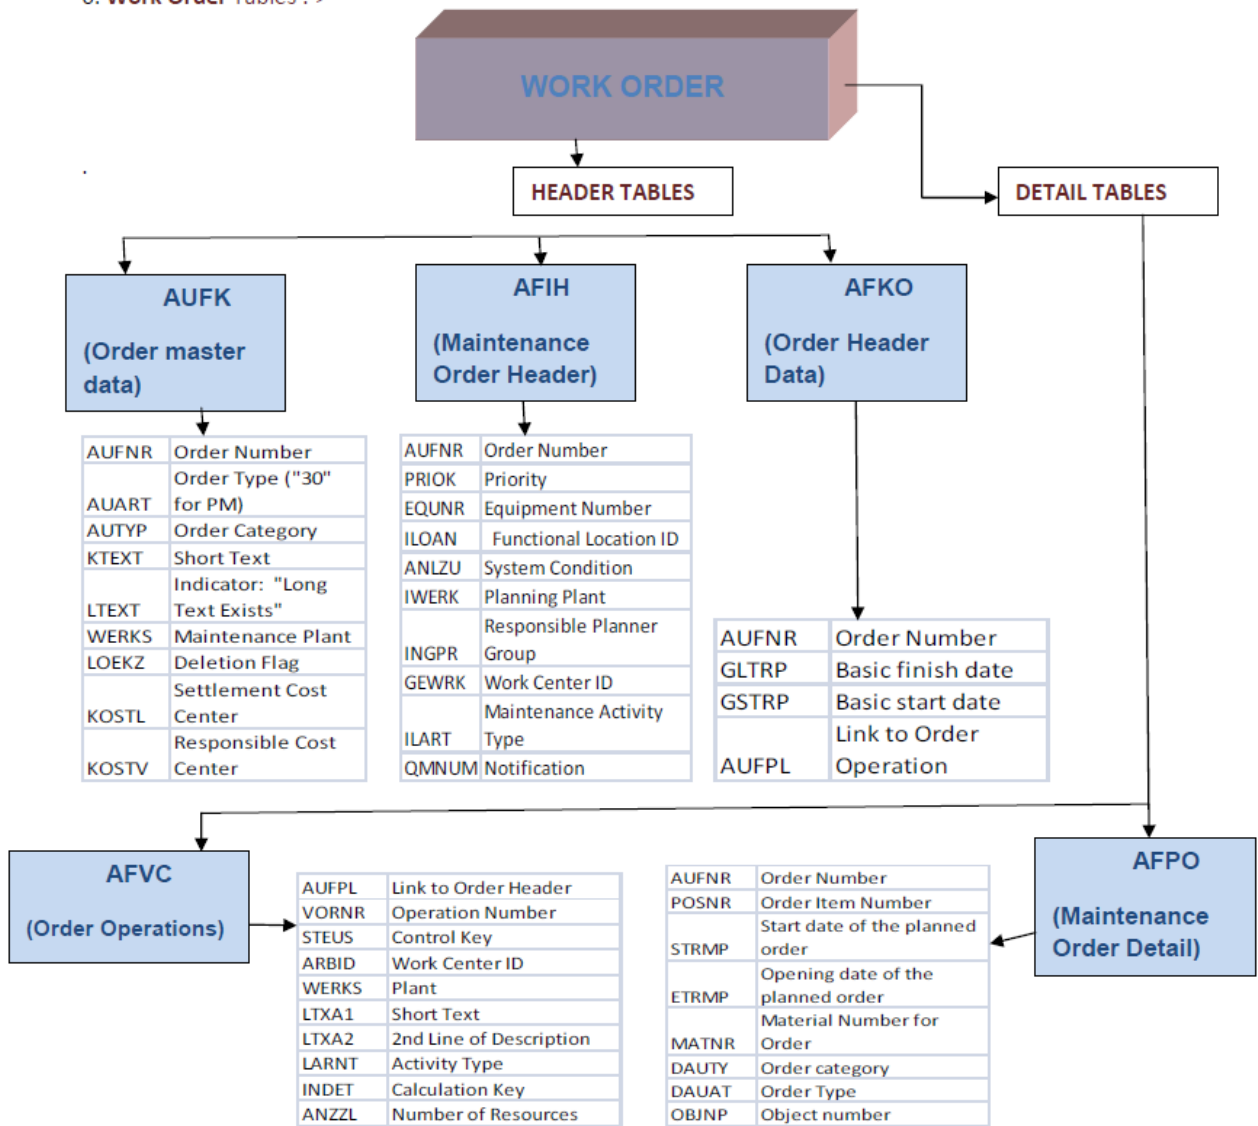 Work Order Tables : >
WORK ORDER
.
HEADER TABLES
DETAIL TABLES
AUFK
(Order master
data)
AFIH
(Maintenance
Order Header)
AFKO
(Order Header
Data)
AUFNR Order Number
Order Type ("30"
AUART for PM)
AUTYP Order Category
KTEXT Short Text
Indicator: "Long
LTEXT Text Exists"
WERKS Maintenance Plant
LOEKZ Deletion Flag
Settlement Cost
KOSTL Center
Responsible Cost
KOSTV Center
AUFNR Order Number
PRIOK Priority
EQUNR Equipment Number
ILOAN Functional Location ID
ANLZU System Condition
IWERK Planning Plant
Responsible Planner
INGPR Group
GEWRK Work Center ID
Maintenance Activity
ILART Type
QMNUM Notification
AUFNR Order Number
GLTRP Basic finish date
GSTRP Basic start date
Link to Order
AUFPL Operation
AFVC
(Order Operations)
AUFPL Link to Order Header
VORNR Operation Number
STEUS Control Key
ARBID Work Center ID
WERKS Plant
LTXA1 Short Text
LTXA2 2nd Line of Description
LARNT Activity Type
INDET Calculation Key
ANZZL Number of Resources
AUFNR Order Number
POSNR Order Item Number
Start date of the planned
STRMP order
Opening date of the
ETRMP planned order
Material Number for
MATNR Order
DAUTY Order category
DAUAT Order Type
OBJNP Object number
AFPO
(Maintenance
Order Detail)